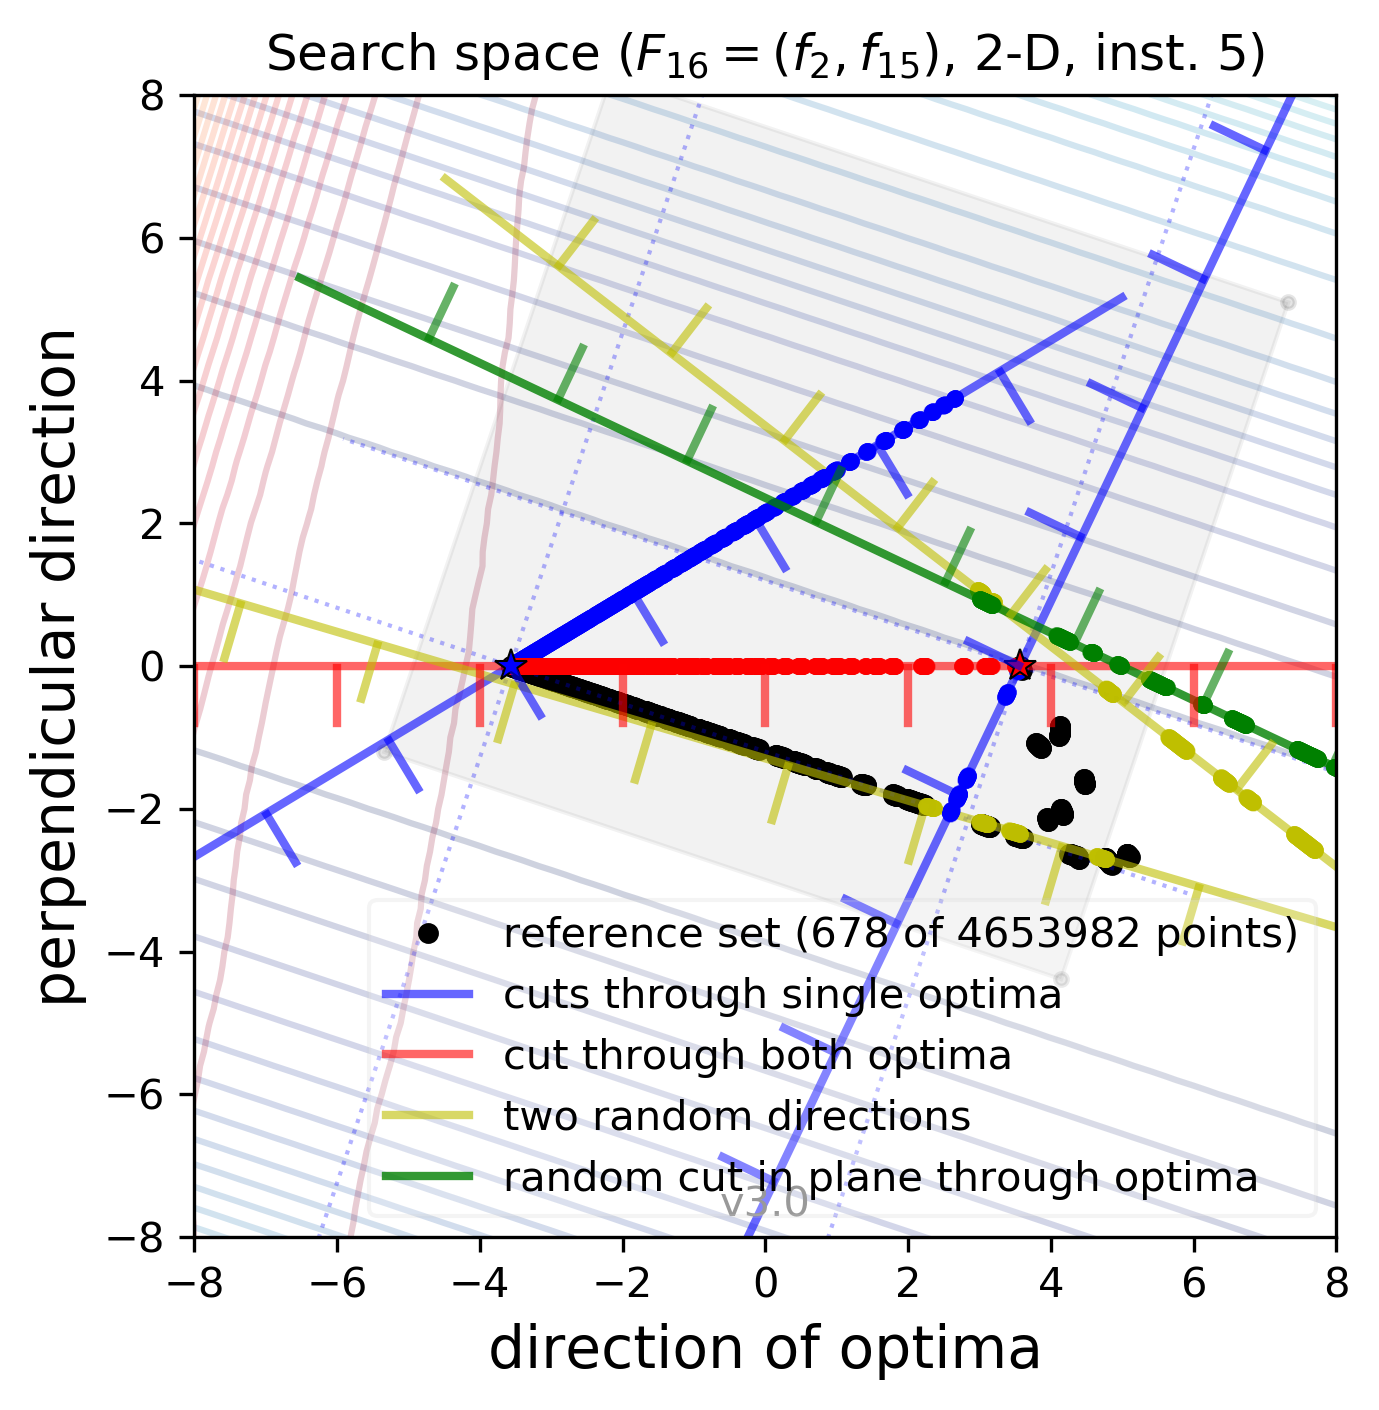 Search space (F16 = (f2, f15), 2-D, inst. 5)
8
6
4
2
0
−2
−4
−6
−8
perpendicular direction
reference set (678 of 4653982 points)
cuts through single optima
cut through both optima
two random directions
random cut in plane through optima
v3.0
−8 −6 −4 −2 0 2 4 6 8
direction of optima